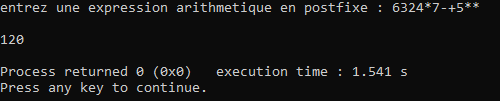 entrez une expression arithmetique en postfixe : 6324*7-+5**
120
Process returned 0 (0x0)   execution time : 1.541 s
Press any key to continue.